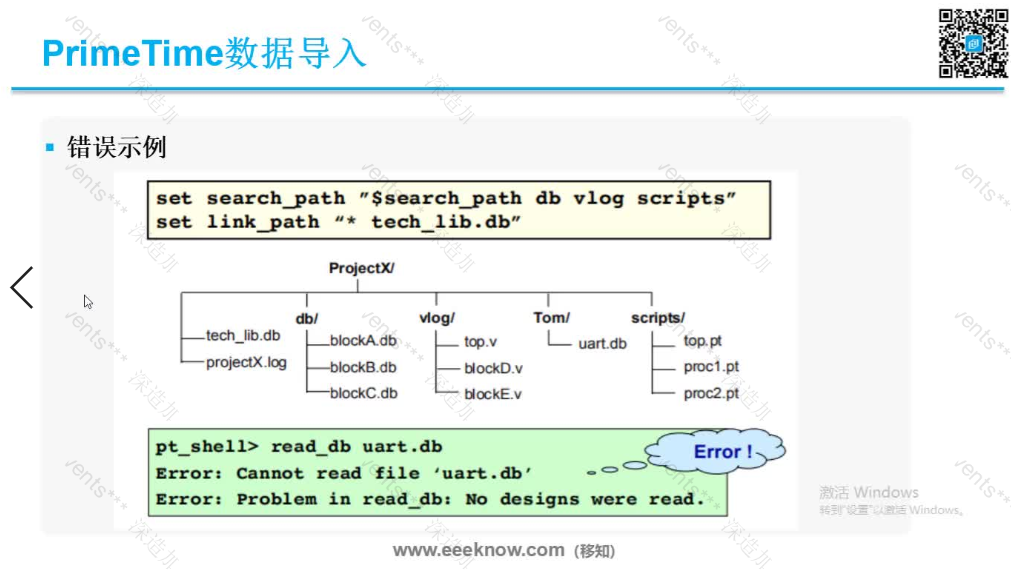 PrimeTime数据导入
错误示例
set search_path "$search_path db vlog scripts"
set link_path "* tech_lib.db"
ProjectX/
db/ vlog/ Tom/ scripts/
tech_lib.db blockA.db top.v uart.db top.pt
projectX.log blockB.db blockD.v proc1.pt
blockC.db blockE.v proc2.pt
pt_shell> read_db uart.db
Error: Cannot read file 'uart.db'
Error: Problem in read_db: No designs were read.
Error !
激活 Windows
转到"设置"以激活 Windows。
www.eeeknow.com (移知)